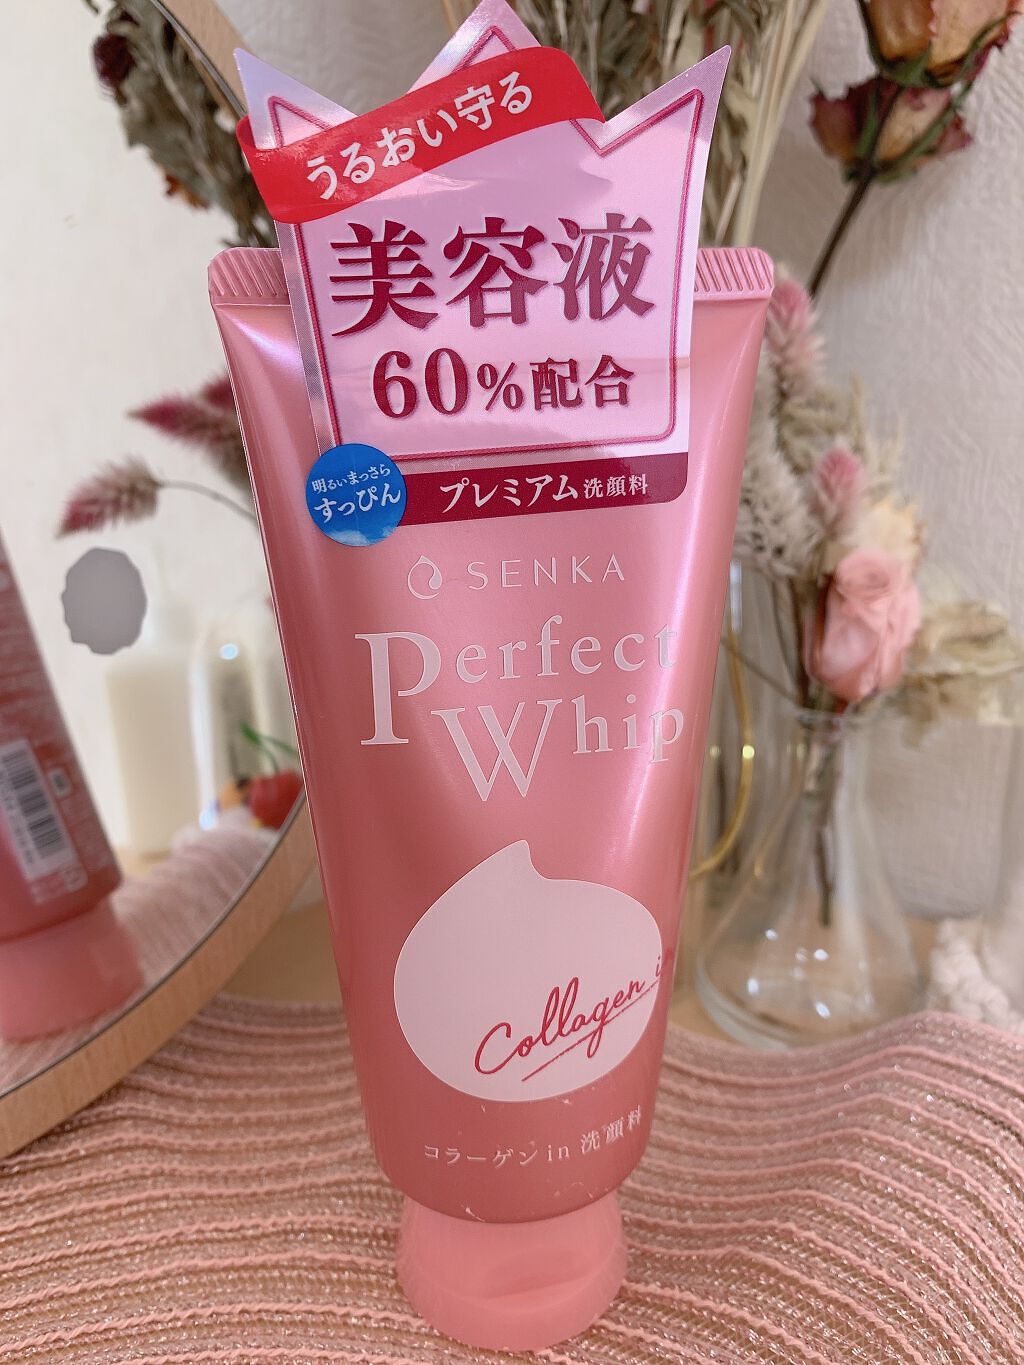 うるおい守る
美容液
60%配合
明るいまっさら
すっぴん
プレミアム洗顔料
SENKA
Perfect
Whip
Collagen in
コラーゲン in 洗顔料